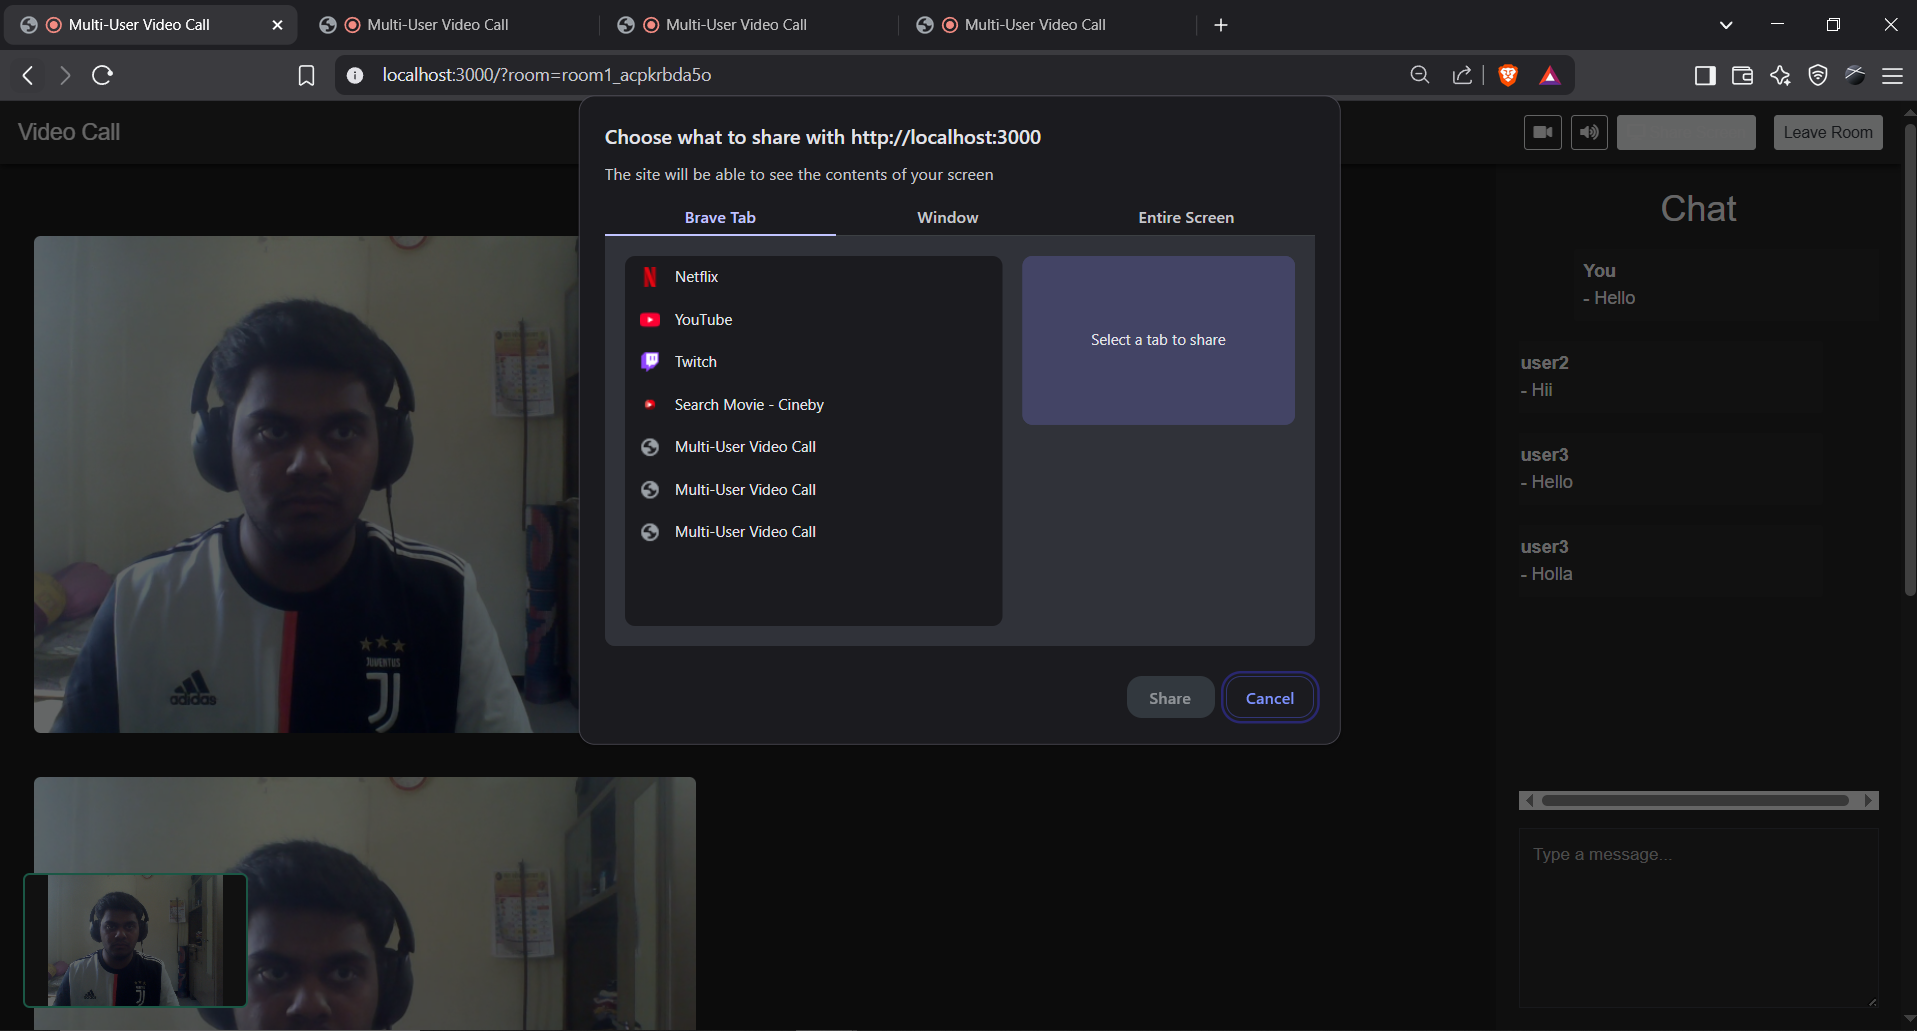 Multi-User Video Call
Multi-User Video Call
Multi-User Video Call
Multi-User Video Call
localhost:3000/?room=room1_acpkrbda5o
Video Call
Leave Room
Choose what to share with http://localhost:3000
The site will be able to see the contents of your screen
Brave Tab
Window
Entire Screen
Netflix
YouTube
Twitch
Search Movie - Cineby
Multi-User Video Call
Multi-User Video Call
Multi-User Video Call
Select a tab to share
Share
Cancel
Chat
You
- Hello
user2
- Hii
user3
- Hello
user3
- Holla
Type a message...
adidas
JUVENTUS